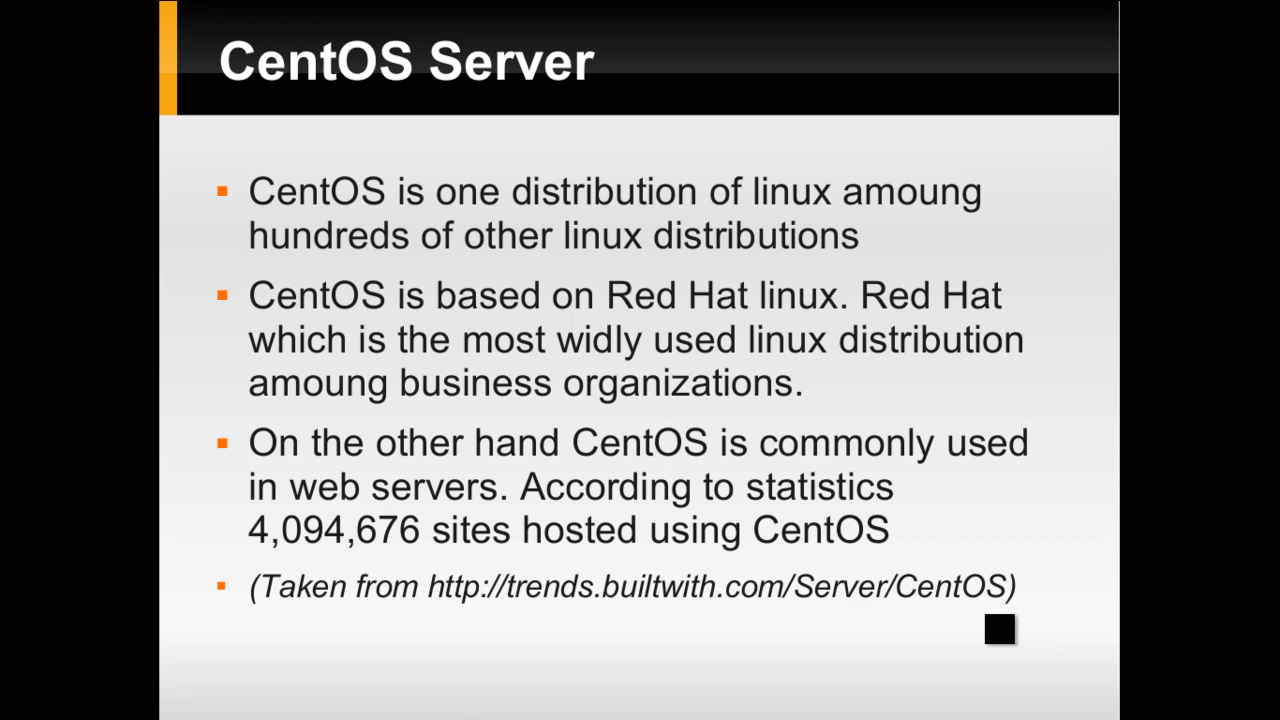 CentOS Server
CentOS is one distribution of linux amoung
hundreds of other linux distributions
CentOS is based on Red Hat linux. Red Hat
which is the most widly used linux distribution
amoung business organizations.
On the other hand CentOS is commonly used
in web servers. According to statistics
4,094,676 sites hosted using CentOS
(Taken from http://trends.builtwith.com/Server/CentOS)